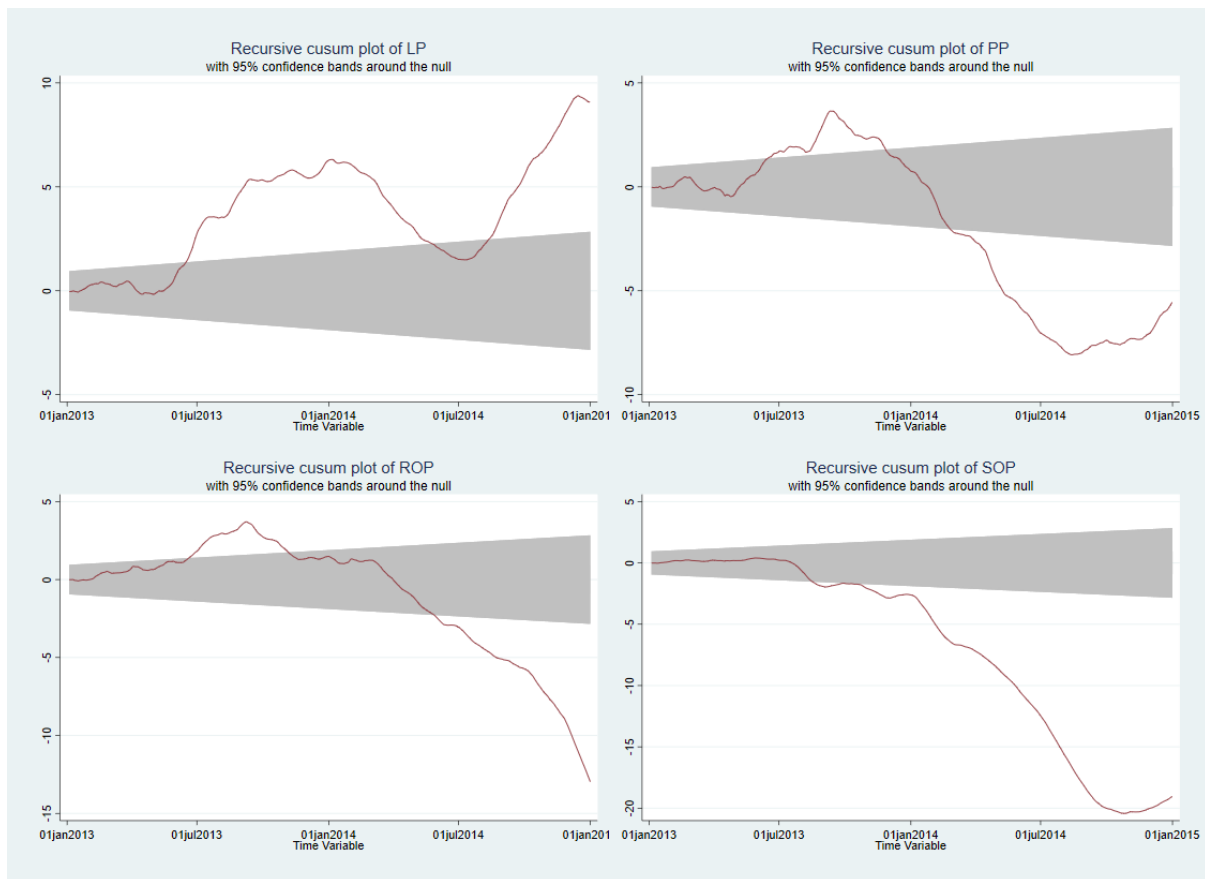 Recursive cusum plot of LP
with 95% confidence bands around the null
10
5
0
-5
01jan2013 01jul2013 01jan2014 01jul2014 01jan201
Time Variable
Recursive cusum plot of PP
with 95% confidence bands around the null
5
0
-5
-10
01jan2013 01jul2013 01jan2014 01jul2014 01jan2015
Time Variable
Recursive cusum plot of ROP
with 95% confidence bands around the null
5
0
-5
-10
-15
01jan2013 01jul2013 01jan2014 01jul2014 01jan201
Time Variable
Recursive cusum plot of SOP
with 95% confidence bands around the null
5
0
-5
-10
-15
-20
01jan2013 01jul2013 01jan2014 01jul2014 01jan2015
Time Variable